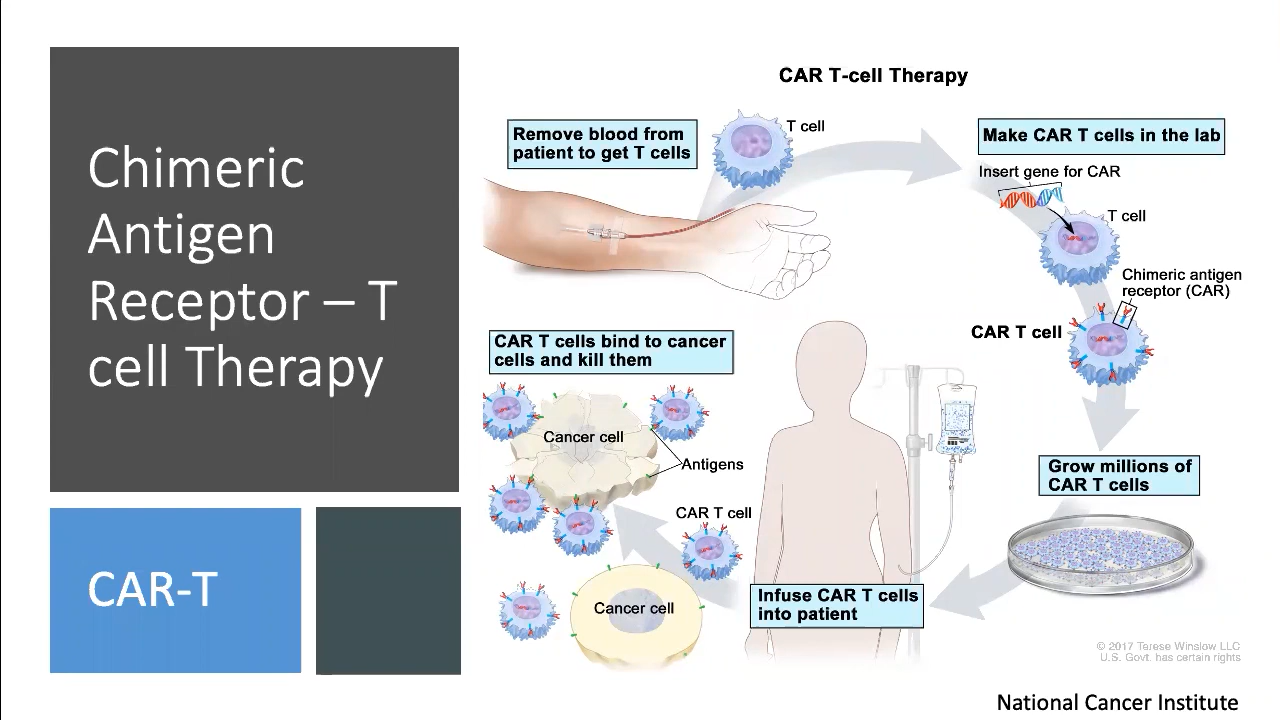 Chimeric
Antigen
Receptor – T
cell Therapy
CAR-T
CAR T-cell Therapy
Remove blood from
patient to get T cells
T cell
Make CAR T cells in the lab
Insert gene for CAR
T cell
Chimeric antigen
receptor (CAR)
CAR T cell
Grow millions of
CAR T cells
Infuse CAR T cells
into patient
CAR T cells bind to cancer
cells and kill them
Cancer cell
Antigens
CAR T cell
Cancer cell
© 2017 Terese Winslow LLC
U.S. Govt. has certain rights
National Cancer Institute